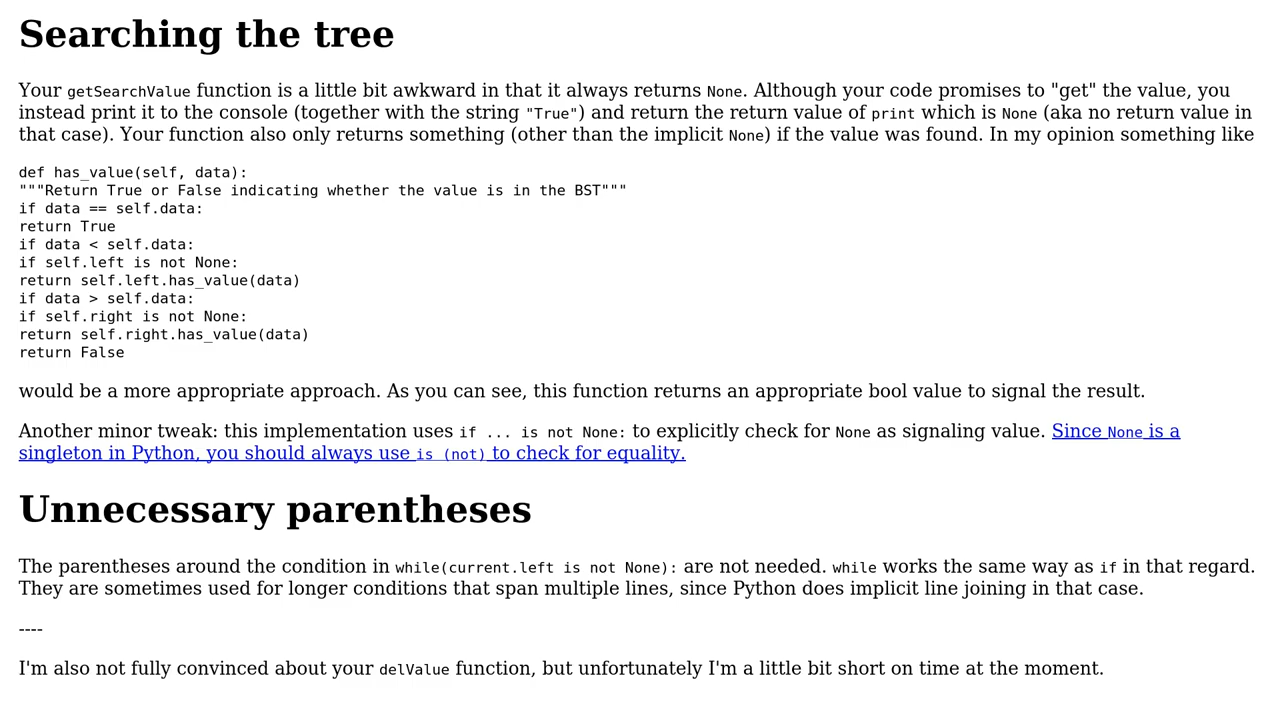 Searching the tree
Your getSearchValue function is a little bit awkward in that it always returns None. Although your code promises to "get" the value, you
instead print it to the console (together with the string "True") and return the return value of print which is None (aka no return value in
that case). Your function also only returns something (other than the implicit None) if the value was found. In my opinion something like
def has_value(self, data):
"""Return True or False indicating whether the value is in the BST"""
if data == self.data:
return True
if data < self.data:
if self.left is not None:
return self.left.has_value(data)
if data > self.data:
if self.right is not None:
return self.right.has_value(data)
return False
would be a more appropriate approach. As you can see, this function returns an appropriate bool value to signal the result.
Another minor tweak: this implementation uses if ... is not None: to explicitly check for None as signaling value. Since None is a
singleton in Python, you should always use is (not) to check for equality.
Unnecessary parentheses
The parentheses around the condition in while(current.left is not None): are not needed. while works the same way as if in that regard.
They are sometimes used for longer conditions that span multiple lines, since Python does implicit line joining in that case.
----
I'm also not fully convinced about your delValue function, but unfortunately I'm a little bit short on time at the moment.